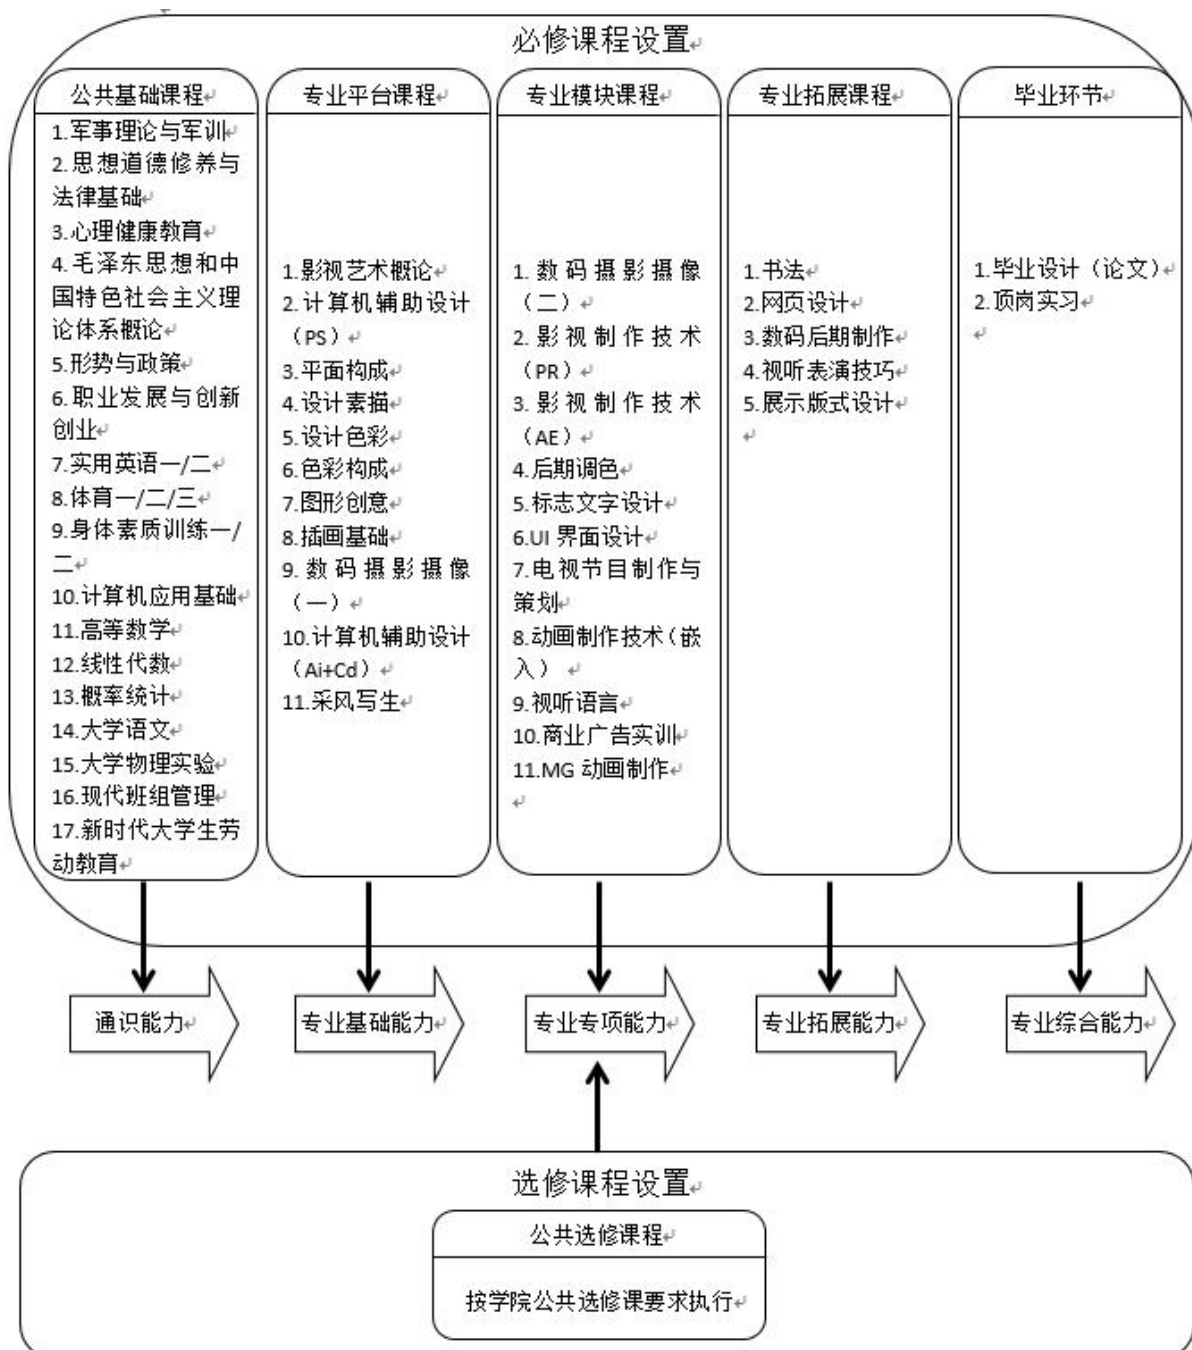 必修课程设置
公共基础课程
1.军事理论与军训
2.思想道德修养与
法律基础
3.心理健康教育
4.毛泽东思想和中
国特色社会主义理
论体系概论
5.形势与政策
6.职业发展与创新
创业
7.实用英语一/二
8.体育一/二/三
9.身体素质训练一/
二
10.计算机应用基础
11.高等数学
12.线性代数
13.概率统计
14.大学语文
15.大学物理实验
16.现代班组管理
17.新时代大学生劳
动教育
专业平台课程
1.影视艺术概论
2.计算机辅助设计
（PS）
3.平面构成
4.设计素描
5.设计色彩
6.色彩构成
7.图形创意
8.插画基础
9.数码摄影摄像
（一）
10.计算机辅助设计
（Ai+Cd）
11.采风写生
专业模块课程
1.数码摄影摄像
（二）
2.影视制作技术
（PR）
3.影视制作技术
（AE）
4.后期调色
5.标志文字设计
6.UI 界面设计
7.电视节目制作与
策划
8.动画制作技术（嵌
入）
9.视听语言
10.商业广告实训
11.MG 动画制作
专业拓展课程
1.书法
2.网页设计
3.数码后期制作
4.视听表演技巧
5.展示版式设计
毕业环节
1.毕业设计（论文）
2.顶岗实习
通识能力
专业基础能力
专业专项能力
专业拓展能力
专业综合能力
选修课程设置
公共选修课程
按学院公共选修课要求执行